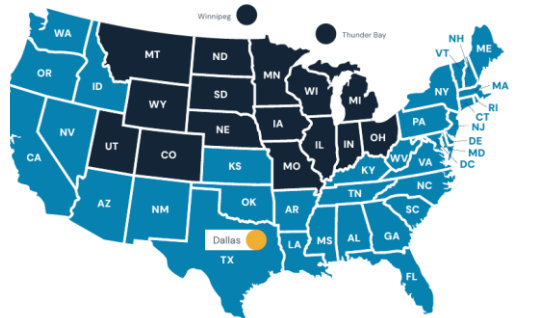 Winnipeg
Thunder Bay
NH
WA
VT
ME
MT
ND
MN
OR
ID
WI
NY
MA
SD
MI
WY
RI
PA
CT
IA
NJ
NE
OH
NV
IL
IN
DE
UT
MD
CO
WV
VA
CA
MO
KY
DC
KS
NC
TN
AZ
NM
OK
AR
SC
Dallas
MS
AL
GA
LA
TX
FL